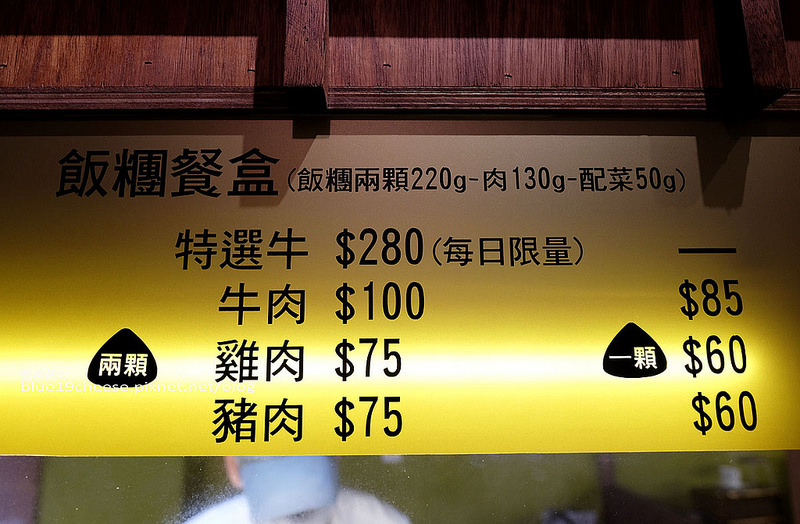 飯糰餐盒(飯糰兩顆220g-肉130g-配菜50g)
特選牛 $280(每日限量) —
牛肉 $100 $85
兩顆 雞肉 $75 一顆 $60
豬肉 $75 $60